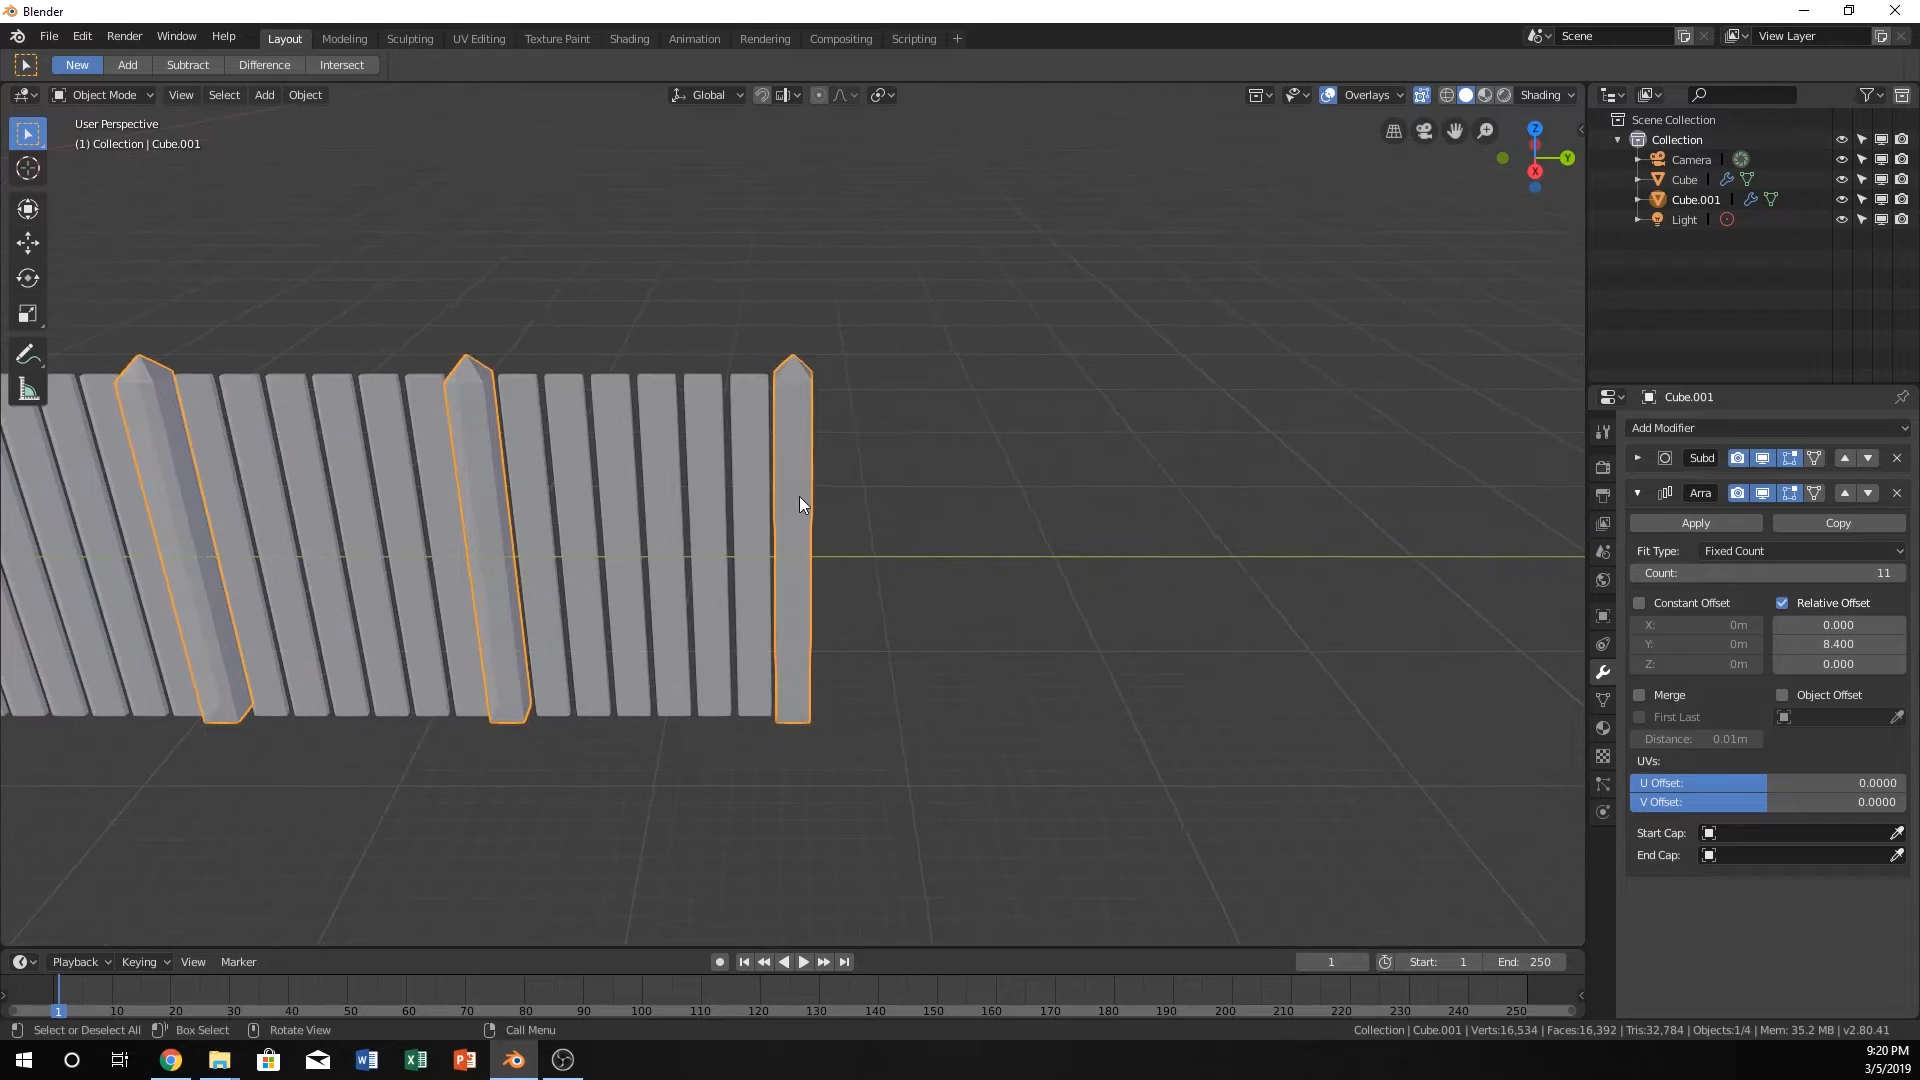 Blender
File Edit Render Window Help
Layout Modeling Sculpting UV Editing Texture Paint Shading Animation Rendering Compositing Scripting +
Scene
View Layer
New Add Subtract Difference Intersect
Object Mode View Select Add Object
Global
Overlays
Shading
User Perspective
(1) Collection | Cube.001
Z
Y
X
Scene Collection
Collection
Camera
Cube
Cube.001
Light
Cube.001
Add Modifier
Subd
Arra
Apply Copy
Fit Type: Fixed Count
Count: 11
Constant Offset Relative Offset
X: 0m 0.000
Y: 0m 8.400
Z: 0m 0.000
Merge Object Offset
First Last
Distance: 0.01m
UVs:
U Offset: 0.0000
V Offset: 0.0000
Start Cap:
End Cap:
Playback Keying View Marker
1 Start: 1 End: 250
1 10 20 30 40 50 60 70 80 90 100 110 120 130 140 150 160 170 180 190 200 210 220 230 240 250
Select or Deselect All Box Select Rotate View Call Menu
Collection | Cube.001 | Verts:16,534 | Faces:16,392 | Tris:32,784 | Objects:1/4 | Mem: 35.2 MB | v2.80.41
9:20 PM
3/5/2019